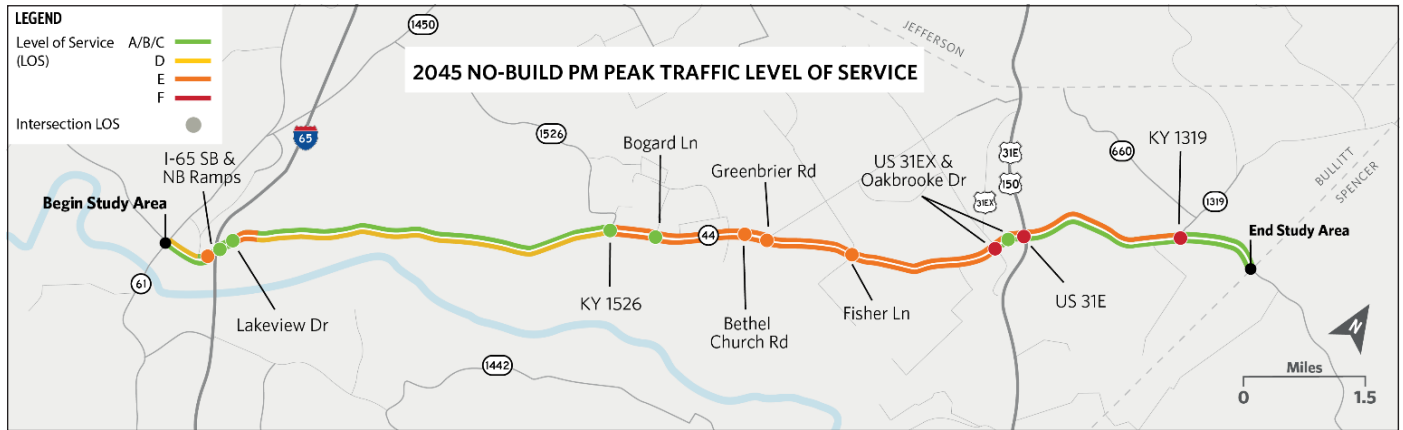 LEGEND
Level of Service
(LOS)
A/B/C
D
E
F
Intersection LOS
2045 NO-BUILD PM PEAK TRAFFIC LEVEL OF SERVICE
1450
JEFFERSON
65
1526
I-65 SB &
NB Ramps
Bogard Ln
Greenbrier Rd
US 31EX &
Oakbrooke Dr
31E
150
31EX
660
KY 1319
1319
BULLITT
SPENCER
Begin Study Area
44
End Study Area
61
Lakeview Dr
KY 1526
Bethel
Church Rd
Fisher Ln
US 31E
1442
N
Miles
0
1.5